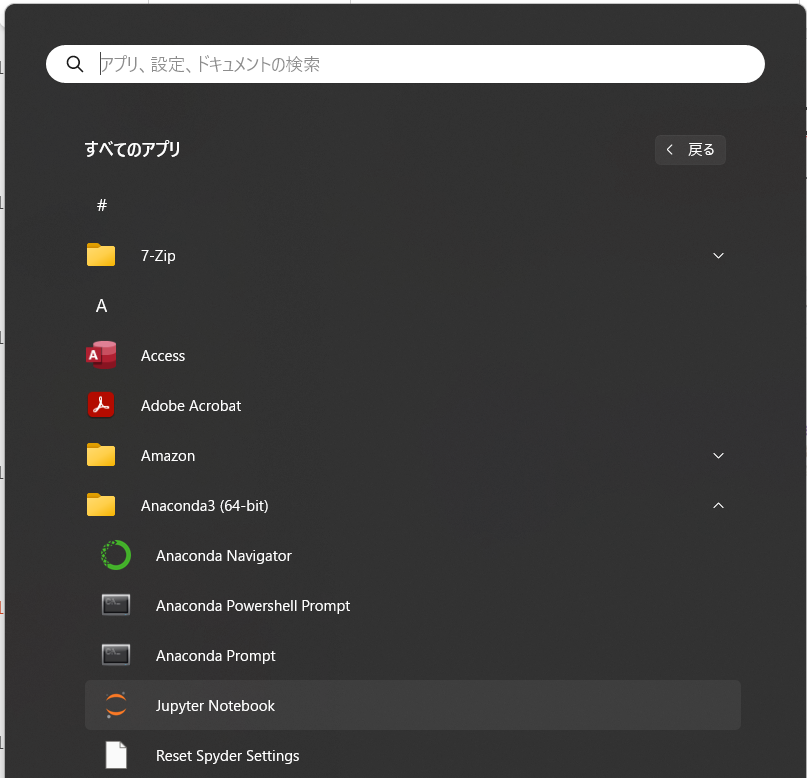 アプリ、設定、ドキュメントの検索
すべてのアプリ
戻る
#
7-Zip
A
Access
Adobe Acrobat
Amazon
Anaconda3 (64-bit)
Anaconda Navigator
Anaconda Powershell Prompt
Anaconda Prompt
Jupyter Notebook
Reset Spyder Settings